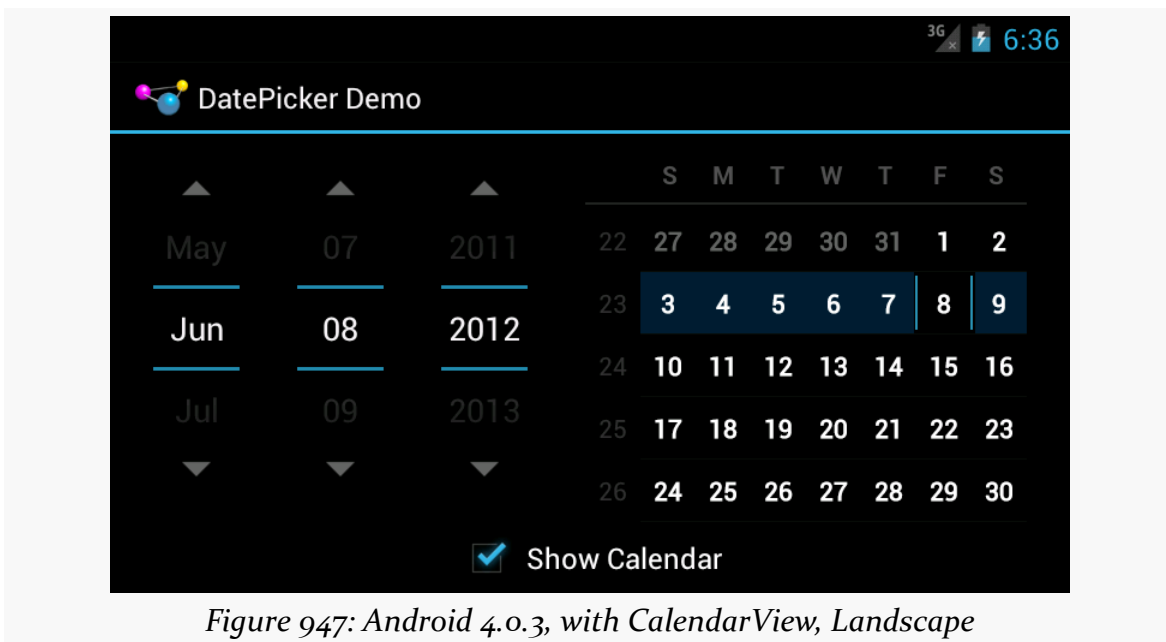 3G 6:36
DatePicker Demo
S M T W T F S
May 07 2011 22 27 28 29 30 31 1 2
23 3 4 5 6 7 8 9
Jun 08 2012
24 10 11 12 13 14 15 16
Jul 09 2013 25 17 18 19 20 21 22 23
26 24 25 26 27 28 29 30
Show Calendar
Figure 947: Android 4.0.3, with CalendarView, Landscape